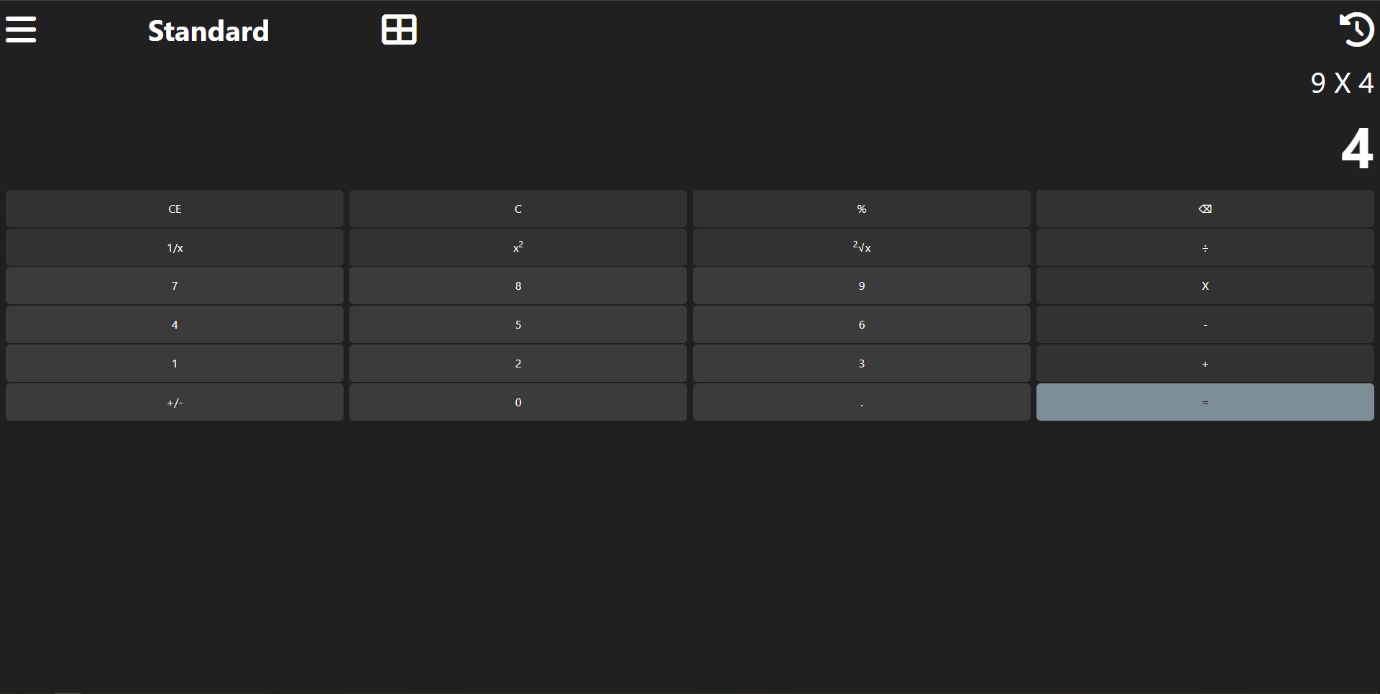 Standard
9 X 4
4
CE C % ⌫
1/x x² ²√x ÷
7 8 9 X
4 5 6 -
1 2 3 +
+/- 0 . =